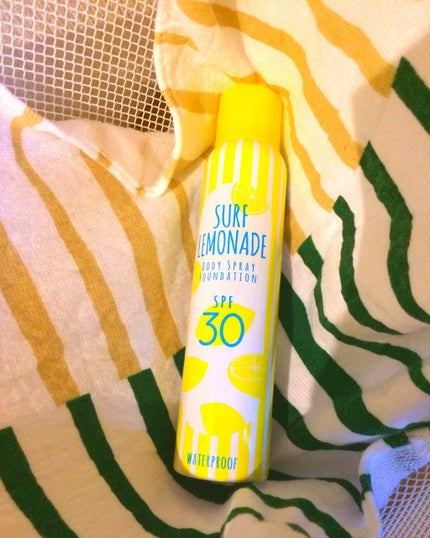 SURF
LEMONADE
BODY SPRAY
FOUNDATION
SPF
30
WATERPROOF